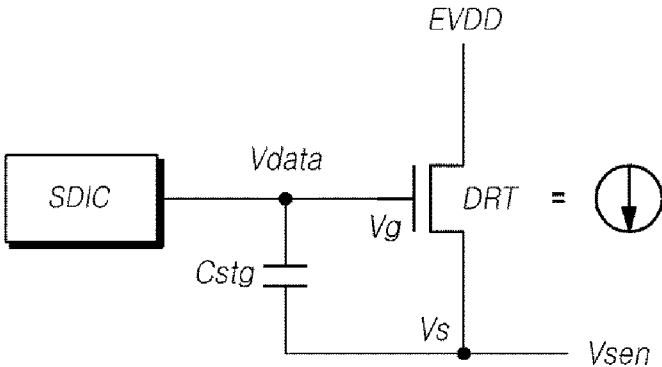 EVDD
Vdata
SDIC
DRT =
Vg
Cstg
Vs
Vsen